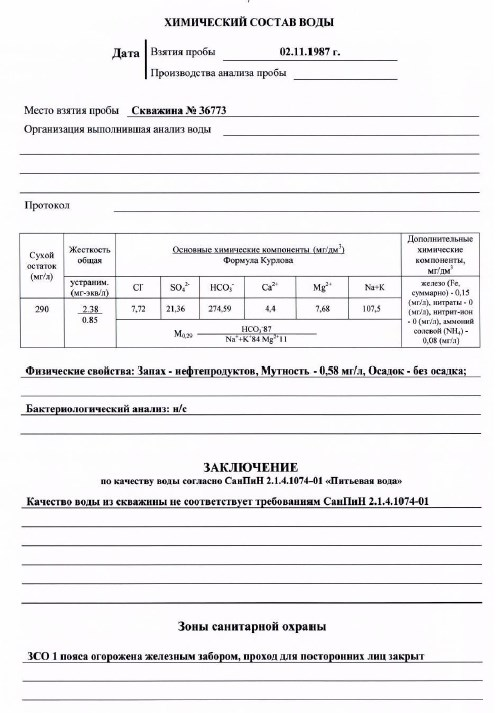 ХИМИЧЕСКИЙ СОСТАВ ВОДЫ
Дата
Взятия пробы 02.11.1987 г.
Производства анализа пробы
Место взятия пробы Скважина № 36773
Организация выполнившая анализ воды
Протокол
Сухой остаток (мг/л)
Жесткость общая
устраним. (мг-экв/л)
Основные химические компоненты (мг/дм³)
Формула Курлова
Дополнительные химические компоненты, мг/дм³
Cl⁻ SO₄²⁻ HCO₃⁻ Ca²⁺ Mg²⁺ Na+K
290
2.38
0.85
7,72 21,36 274,59 4,4 7,68 107,5
M₀,₂₉ HCO₃⁻87
Na⁺+K⁺84 Mg²⁺11
железо (Fe, суммарно) - 0,15 (мг/л), нитраты - 0 (мг/л), нитрит-ион - 0 (мг/л), аммоний солевой (NH₄) - 0,08 (мг/л)
Физические свойства: Запах - нефтепродуктов, Мутность - 0,58 мг/л, Осадок - без осадка;
Бактериологический анализ: н/с
ЗАКЛЮЧЕНИЕ
по качеству воды согласно СанПиН 2.1.4.1074–01 «Питьевая вода»
Качество воды из скважины не соответствует требованиям СанПиН 2.1.4.1074-01
Зоны санитарной охраны
ЗСО 1 пояса огорожена железным забором, проход для посторонних лиц закрыт